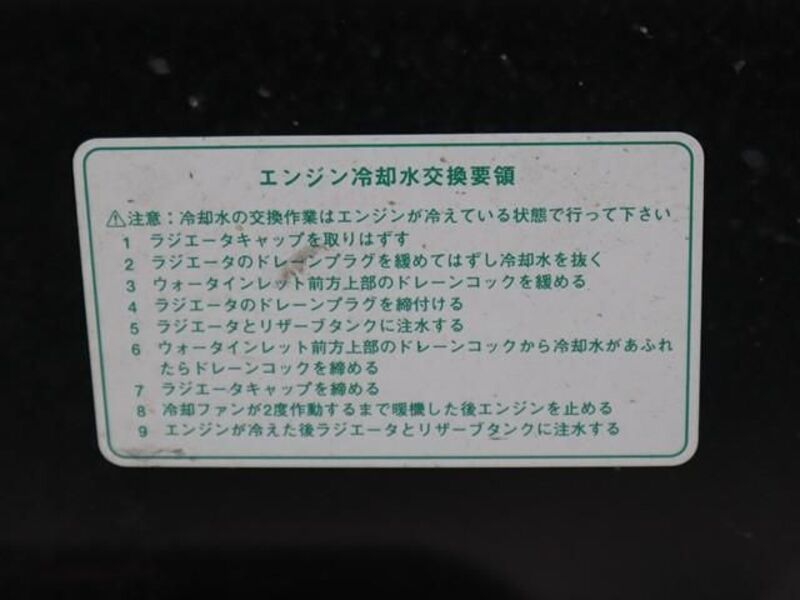 エンジン冷却水交換要領
⚠注意：冷却水の交換作業はエンジンが冷えている状態で行って下さい
1 ラジエータキャップを取りはずす
2 ラジエータのドレーンプラグを緩めてはずし冷却水を抜く
3 ウォータインレット前方上部のドレーンコックを緩める
4 ラジエータのドレーンプラグを締付ける
5 ラジエータとリザーブタンクに注水する
6 ウォータインレット前方上部のドレーンコックから冷却水があふれ
たらドレーンコックを締める
7 ラジエータキャップを締める
8 冷却ファンが2度作動するまで暖機した後エンジンを止める
9 エンジンが冷えた後ラジエータとリザーブタンクに注水する